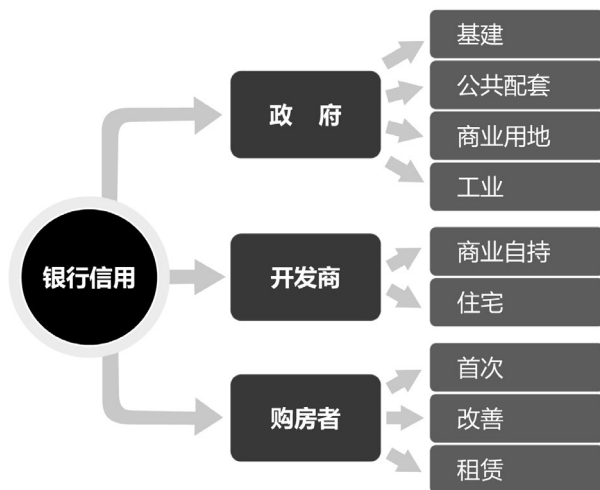 银行信用
政 府
基建
公共配套
商业用地
工业
开发商
商业自持
住宅
购房者
首次
改善
租赁